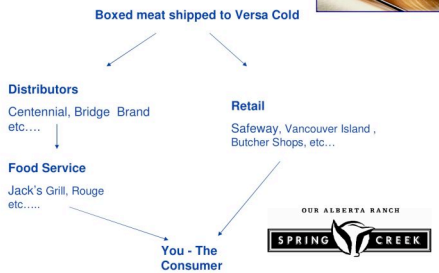 Boxed meat shipped to Versa Cold
Distributors
Centennial, Bridge Brand
etc....
Food Service
Jack's Grill, Rouge
etc.....
Retail
Safeway, Vancouver Island ,
Butcher Shops, etc...
You - The
Consumer
OUR ALBERTA RANCH
SPRING CREEK